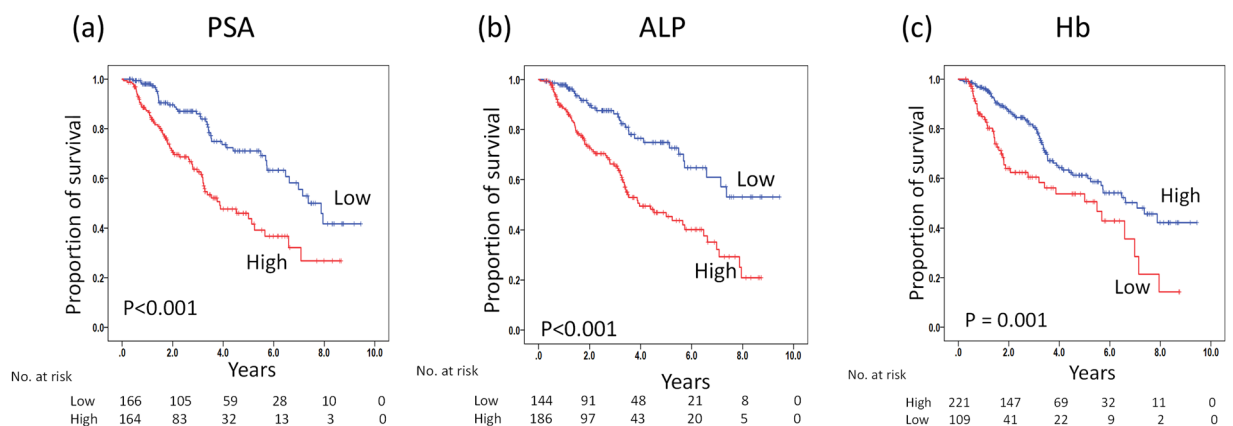 (a) PSA
1.0
0.8
0.6
0.4
0.2
0.0
Proportion of survival
Low
High
P<0.001
.0 2.0 4.0 6.0 8.0 10.0
Years
No. at risk
Low 166 105 59 28 10 0
High 164 83 32 13 3 0
(b) ALP
1.0
0.8
0.6
0.4
0.2
0.0
Proportion of survival
Low
High
P<0.001
.0 2.0 4.0 6.0 8.0 10.0
Years
No. at risk
Low 144 91 48 21 8 0
High 186 97 43 20 5 0
(c) Hb
1.0
0.8
0.6
0.4
0.2
0.0
Proportion of survival
High
Low
P = 0.001
.0 2.0 4.0 6.0 8.0 10.0
Years
No. at risk
High 221 147 69 32 11 0
Low 109 41 22 9 2 0